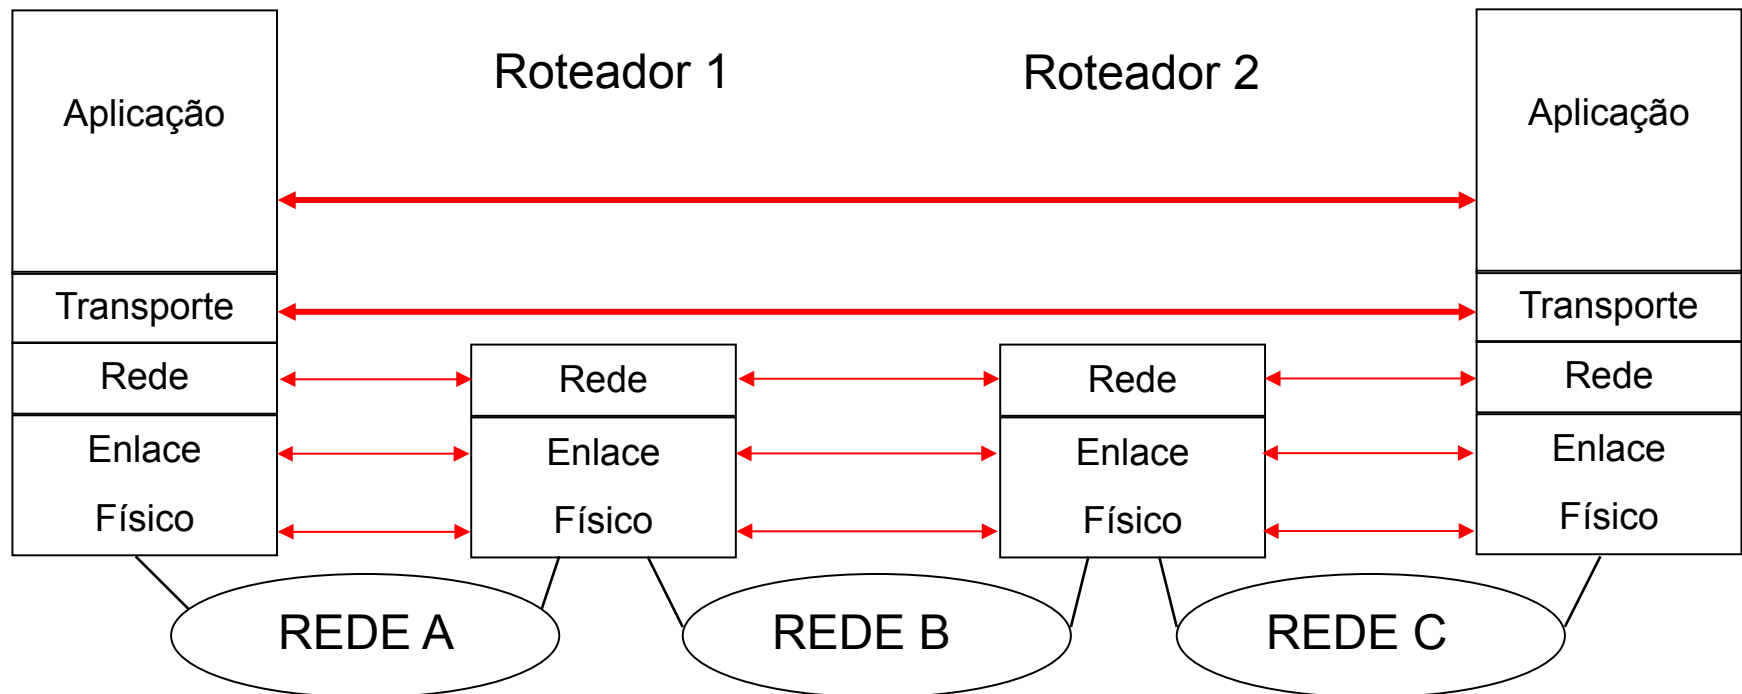 Roteador 1
Roteador 2
Aplicação
Aplicação
Transporte
Transporte
Rede
Rede
Rede
Rede
Enlace
Enlace
Enlace
Enlace
Físico
Físico
Físico
Físico
REDE A
REDE B
REDE C